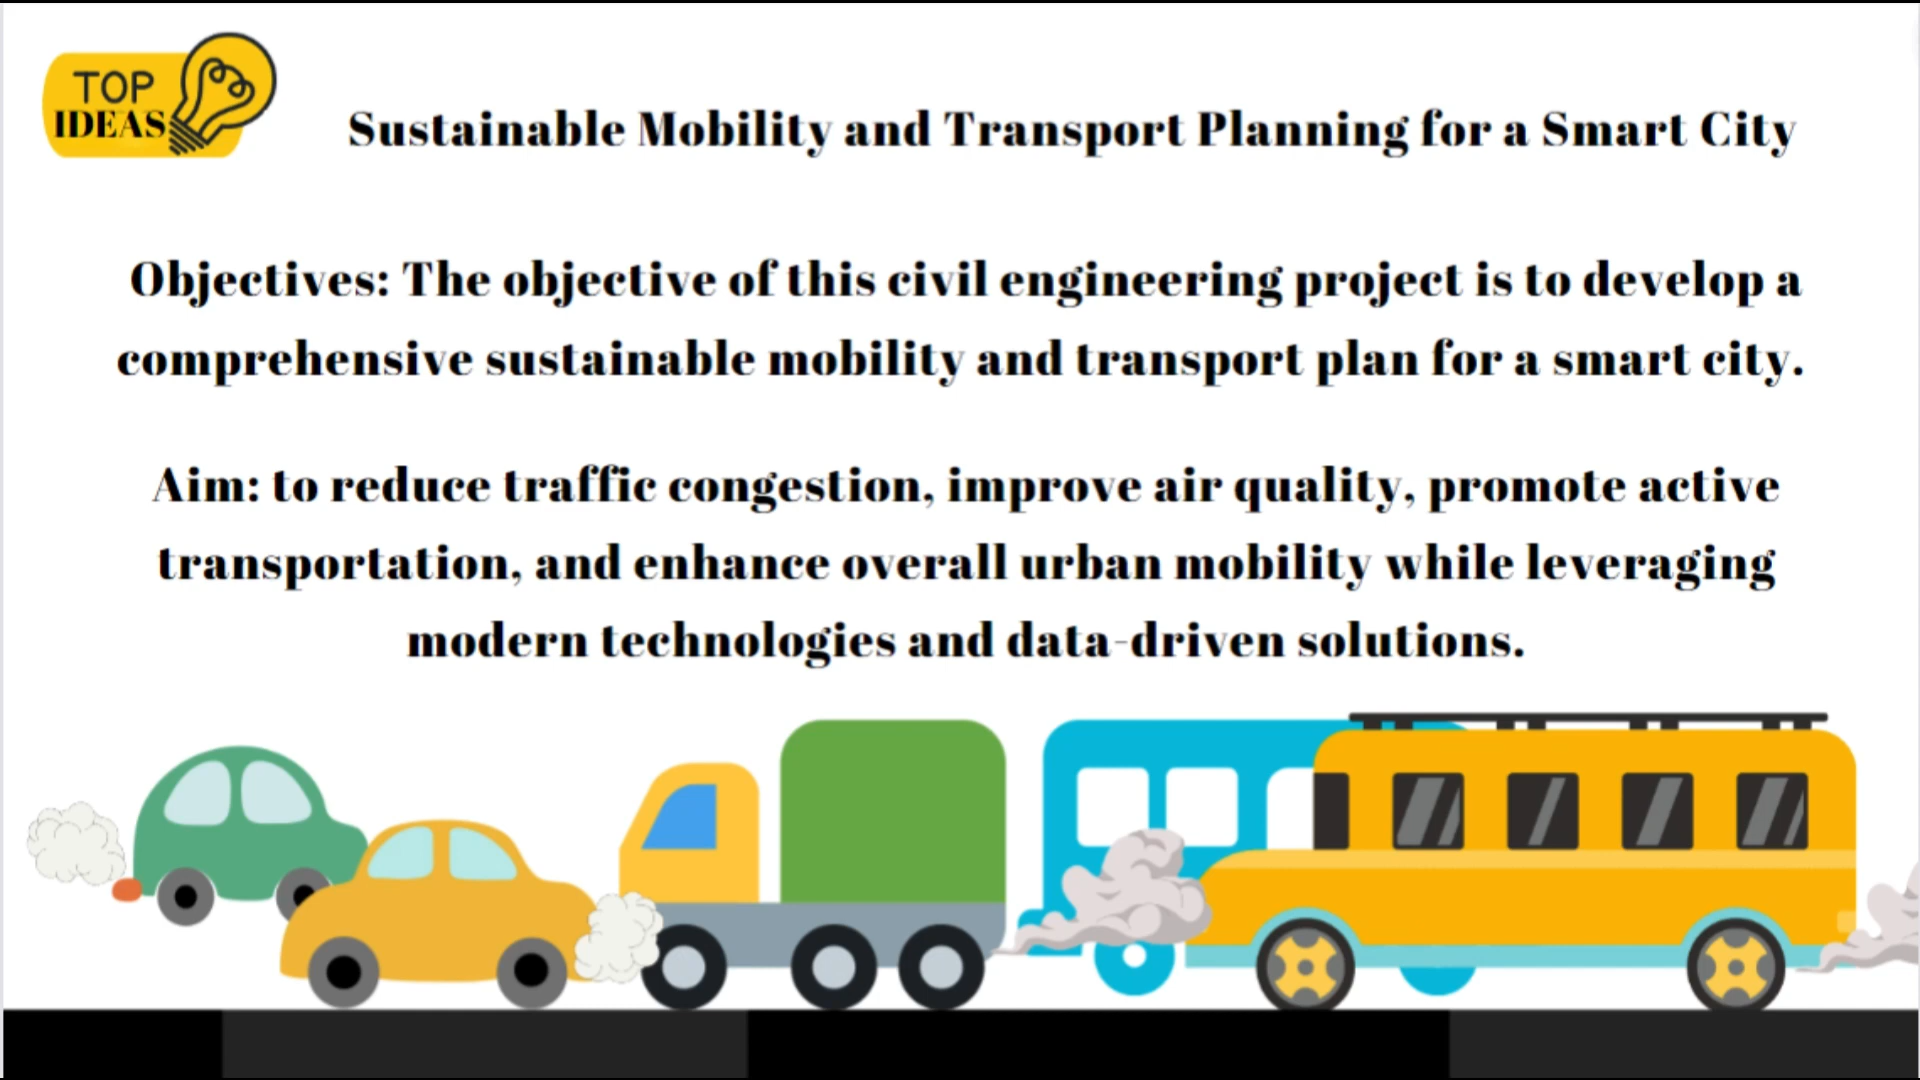 TOP
IDEAS
Sustainable Mobility and Transport Planning for a Smart City
Objectives: The objective of this civil engineering project is to develop a
comprehensive sustainable mobility and transport plan for a smart city.
Aim: to reduce traffic congestion, improve air quality, promote active
transportation, and enhance overall urban mobility while leveraging
modern technologies and data-driven solutions.